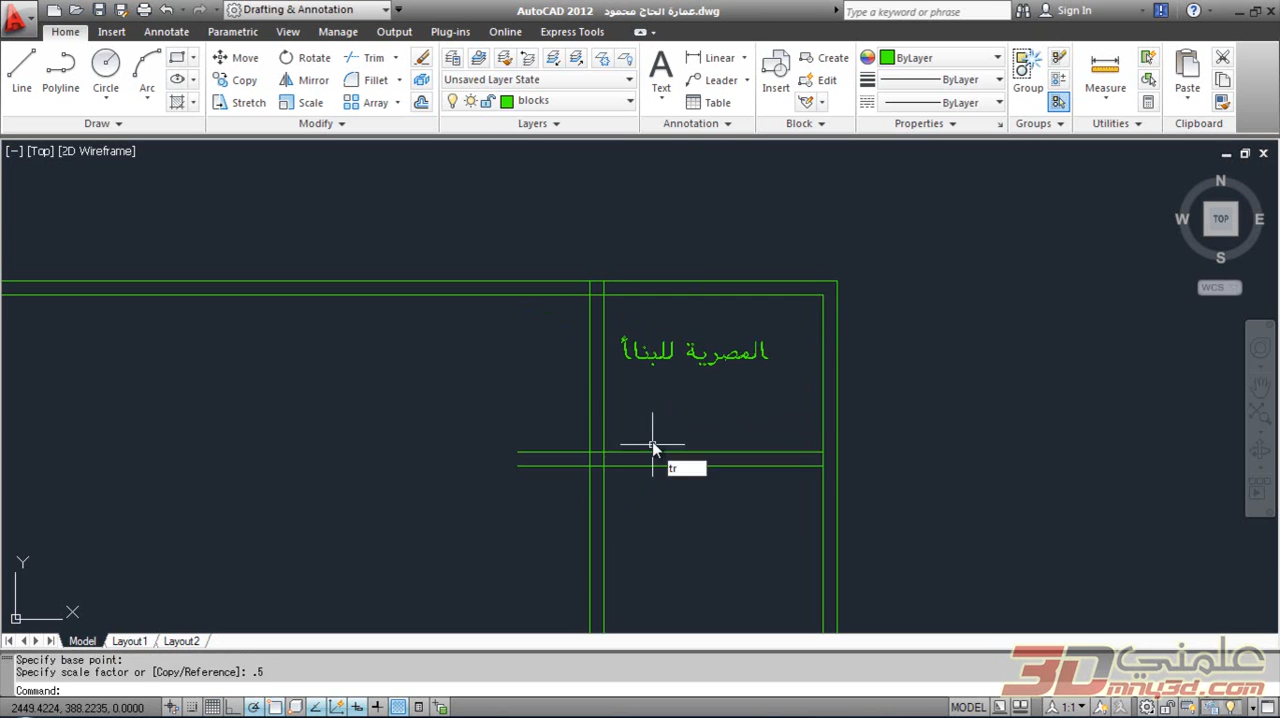 Drafting & Annotation
AutoCAD 2012 عمارة الحاج محمود.dwg
Type a keyword or phrase
Sign In
Home Insert Annotate Parametric View Manage Output Plug-ins Online Express Tools
Line Polyline Circle Arc
Move Rotate Trim
Copy Mirror Fillet
Stretch Scale Array
Unsaved Layer State
blocks
Text
Linear
Leader
Table
Insert
Create
Edit
ByLayer
ByLayer
ByLayer
Group
Measure
Paste
Draw Modify Layers Annotation Block Properties Groups Utilities Clipboard
[−] [Top] [2D Wireframe]
N
W TOP E
S
WCS
المصرية للبناأ
tr
Y
X
Model Layout1 Layout2
Specify base point:
Specify scale factor or [Copy/Reference]: .5
Command:
2449.4224, 388.2235, 0.0000
MODEL
1:1
علمني
3Dmny3d.com